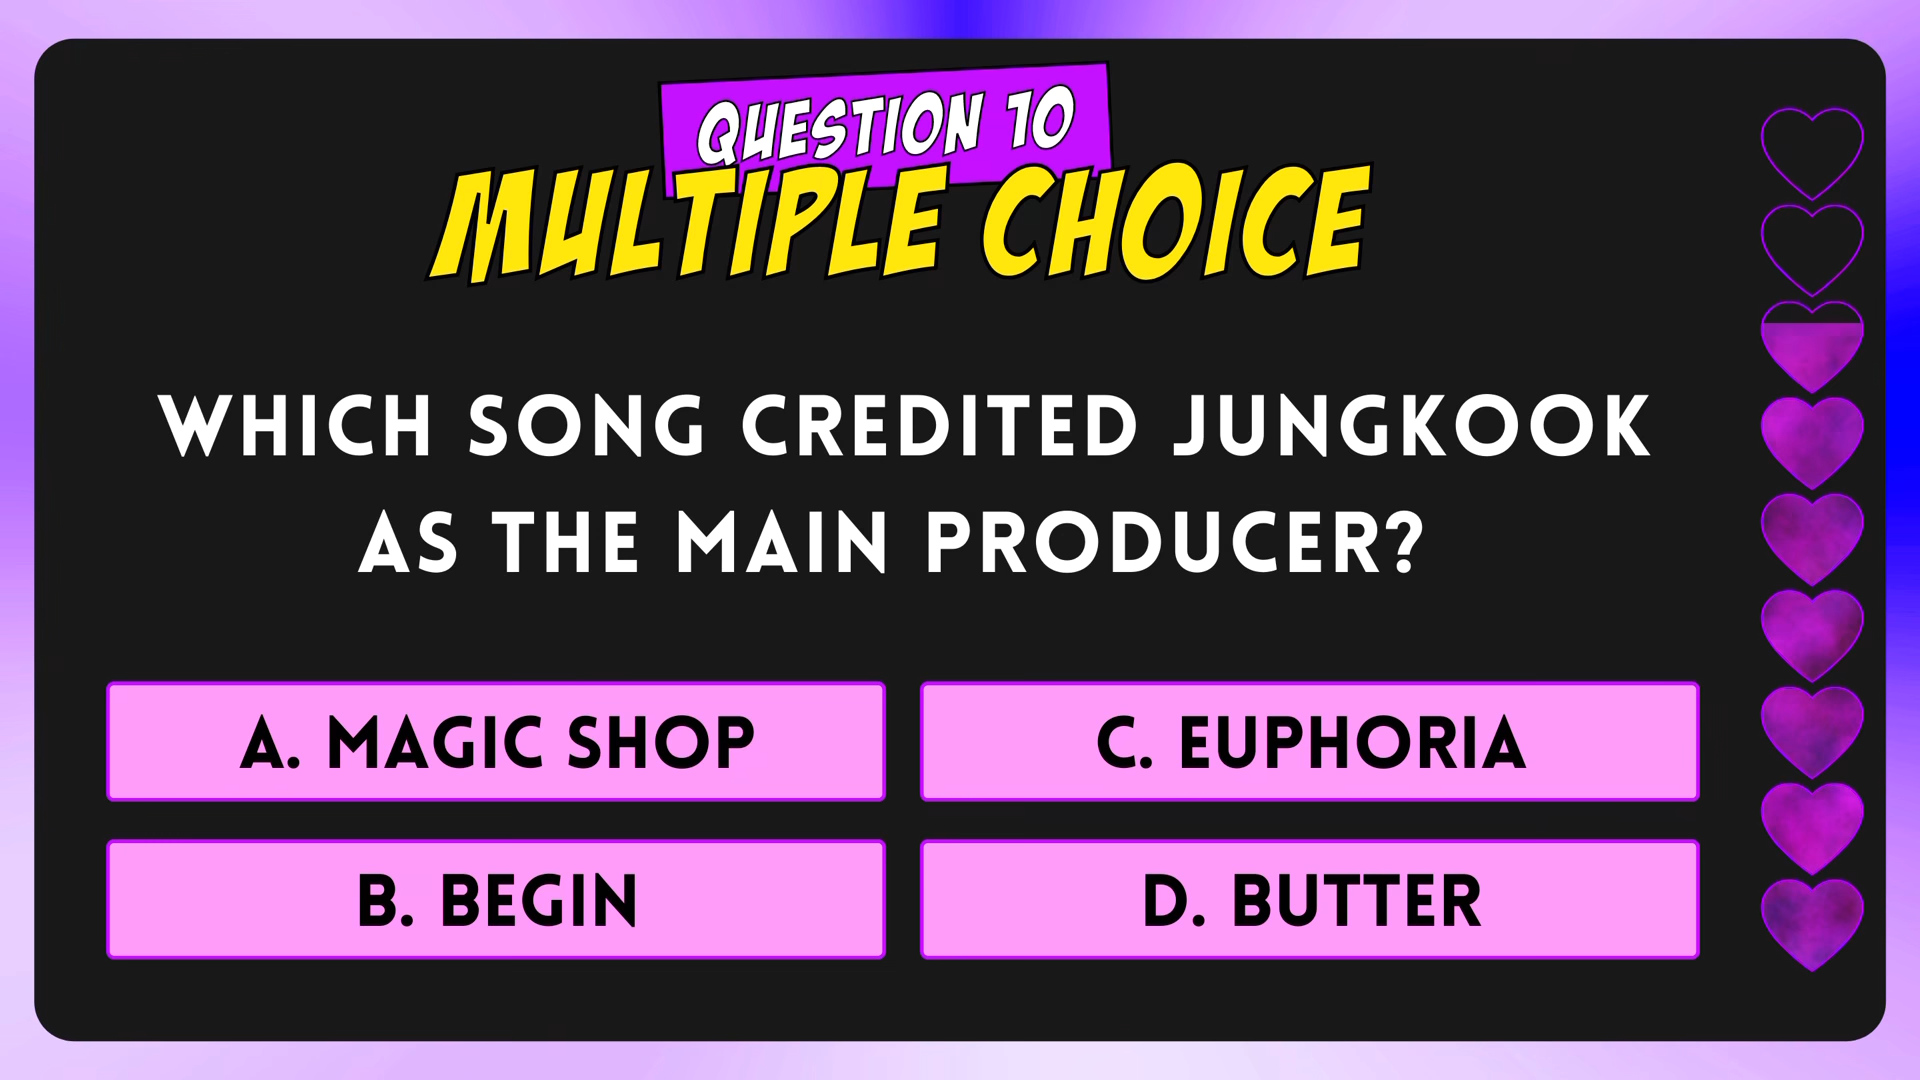 QUESTION 10
MULTIPLE CHOICE
WHICH SONG CREDITED JUNGKOOK
AS THE MAIN PRODUCER?
A. MAGIC SHOP
B. BEGIN
C. EUPHORIA
D. BUTTER